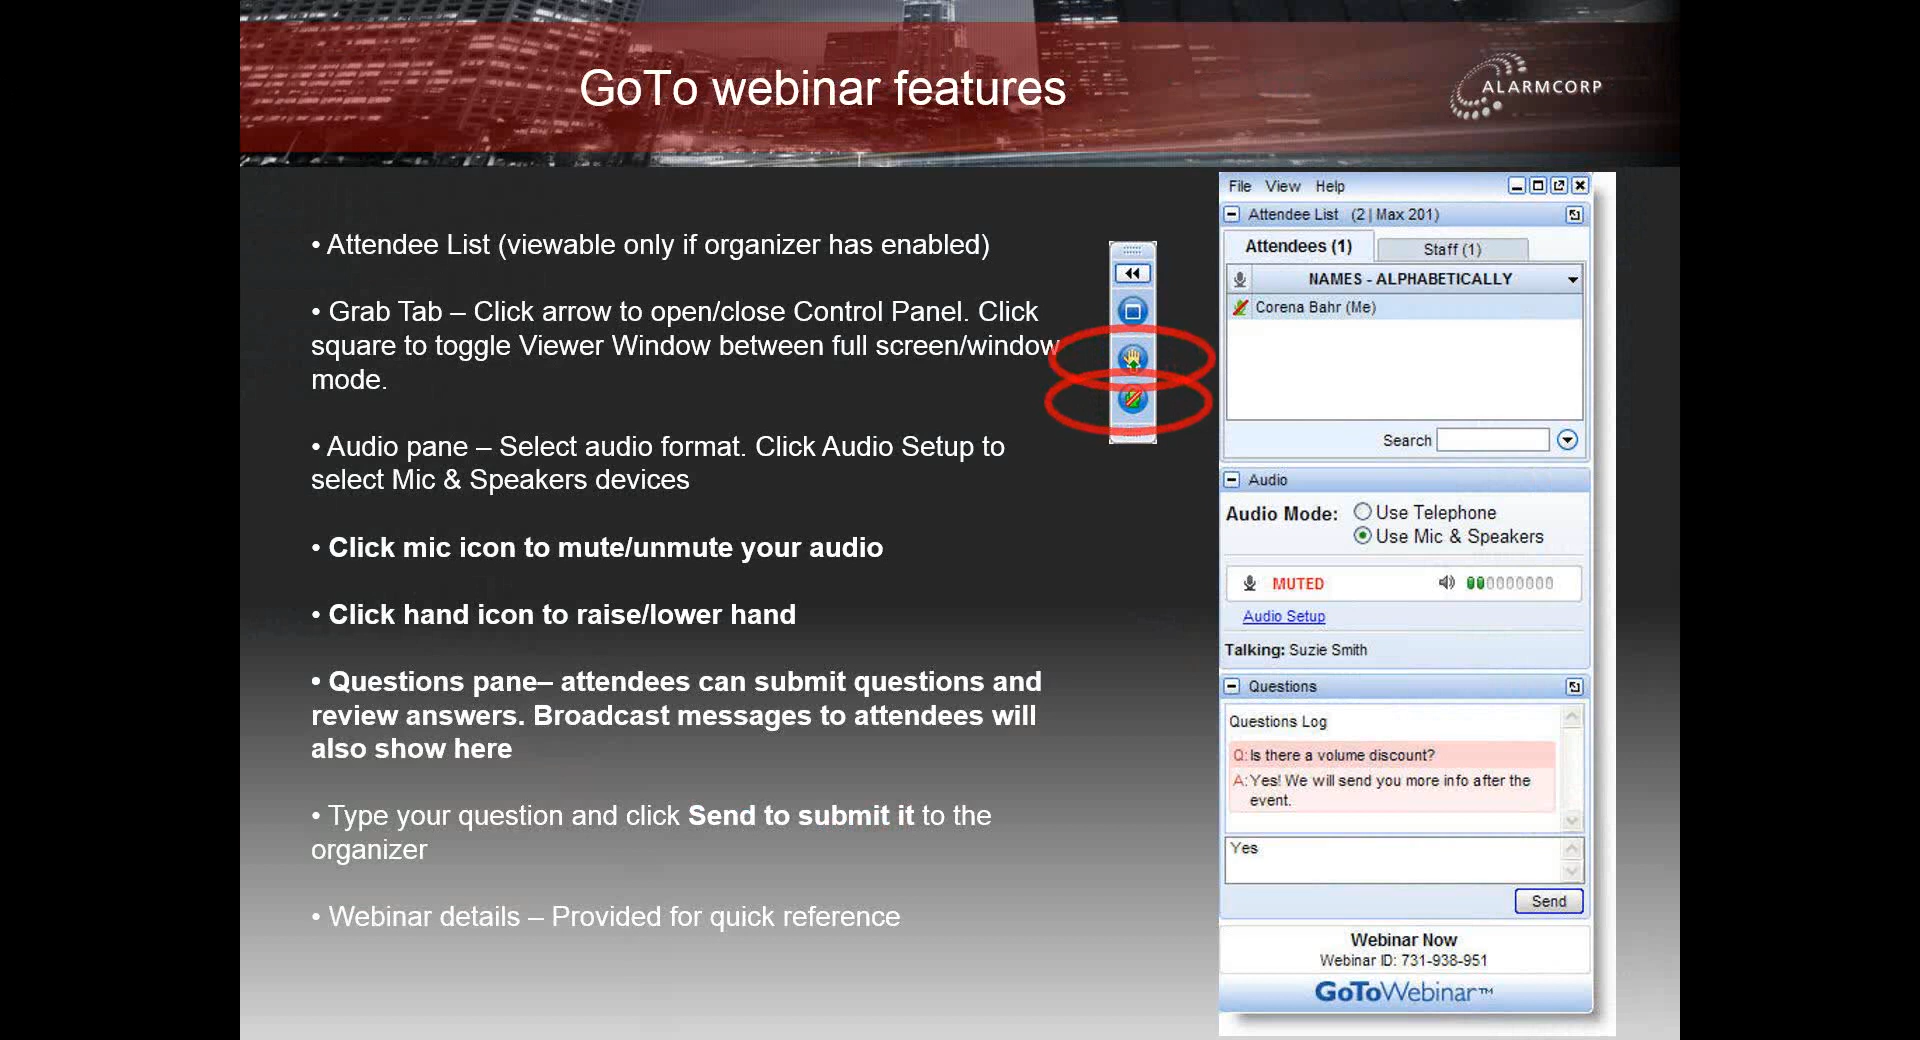 GoTo webinar features
ALARMCORP
• Attendee List (viewable only if organizer has enabled)
• Grab Tab – Click arrow to open/close Control Panel. Click
square to toggle Viewer Window between full screen/window
mode.
• Audio pane – Select audio format. Click Audio Setup to
select Mic & Speakers devices
• Click mic icon to mute/unmute your audio
• Click hand icon to raise/lower hand
• Questions pane– attendees can submit questions and
review answers. Broadcast messages to attendees will
also show here
• Type your question and click Send to submit it to the
organizer
• Webinar details – Provided for quick reference
File View Help
Attendee List (2 | Max 201)
Attendees (1) Staff (1)
NAMES - ALPHABETICALLY
Corena Bahr (Me)
Search
Audio
Audio Mode: Use Telephone
Use Mic & Speakers
MUTED
Audio Setup
Talking: Suzie Smith
Questions
Questions Log
Q: Is there a volume discount?
A: Yes! We will send you more info after the
event.
Yes
Send
Webinar Now
Webinar ID: 731-938-951
GoToWebinar™